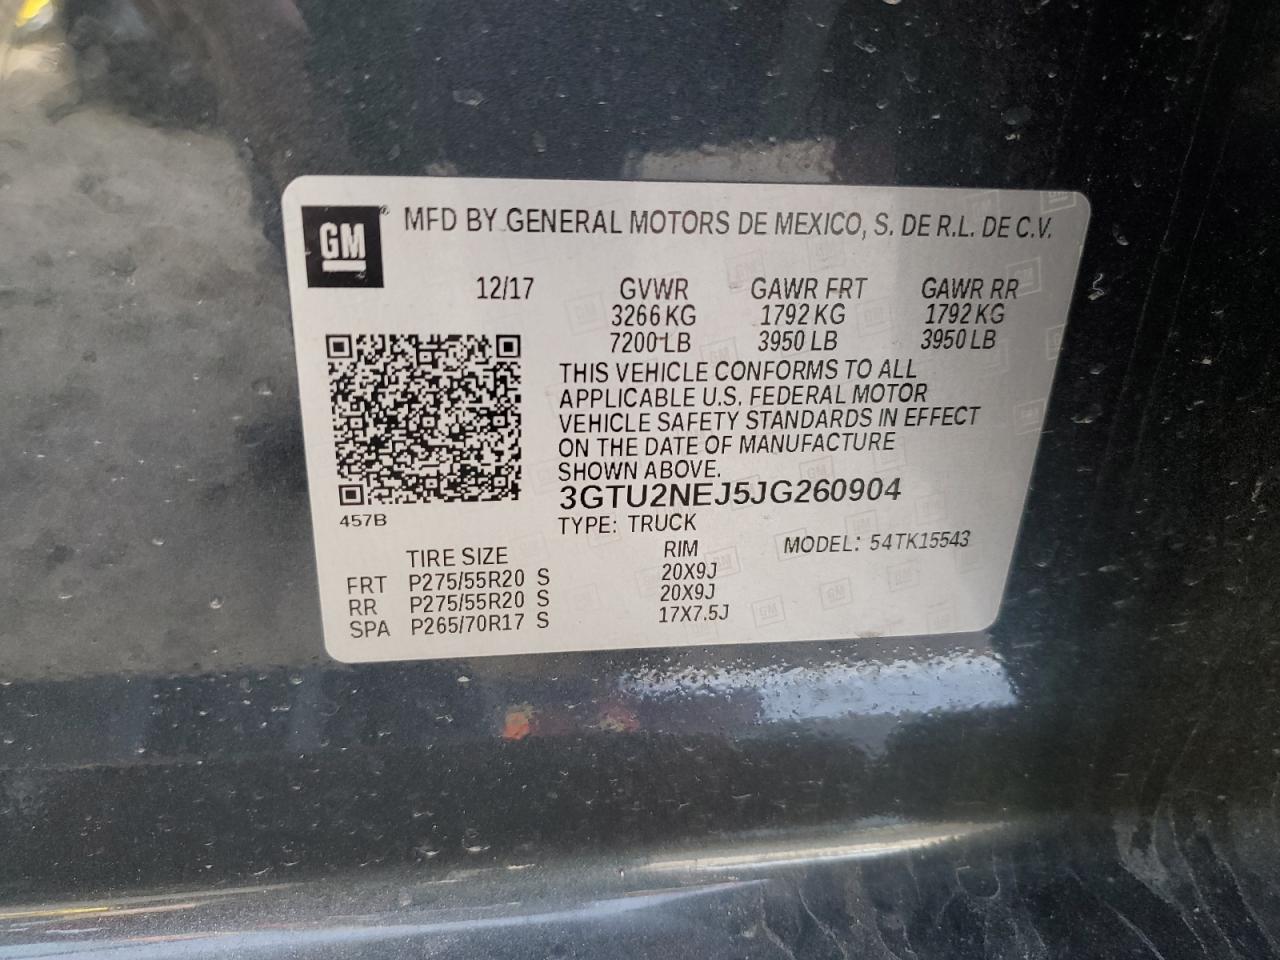 GM® MFD BY GENERAL MOTORS DE MEXICO, S. DE R.L. DE C.V.
12/17 GVWR GAWR FRT GAWR RR
3266 KG 1792 KG 1792 KG
7200 LB 3950 LB 3950 LB
THIS VEHICLE CONFORMS TO ALL
APPLICABLE U.S. FEDERAL MOTOR
VEHICLE SAFETY STANDARDS IN EFFECT
ON THE DATE OF MANUFACTURE
SHOWN ABOVE.
3GTU2NEJ5JG260904
457B TYPE: TRUCK
TIRE SIZE RIM MODEL: 54TK15543
FRT P275/55R20 S 20X9J
RR P275/55R20 S 20X9J
SPA P265/70R17 S 17X7.5J